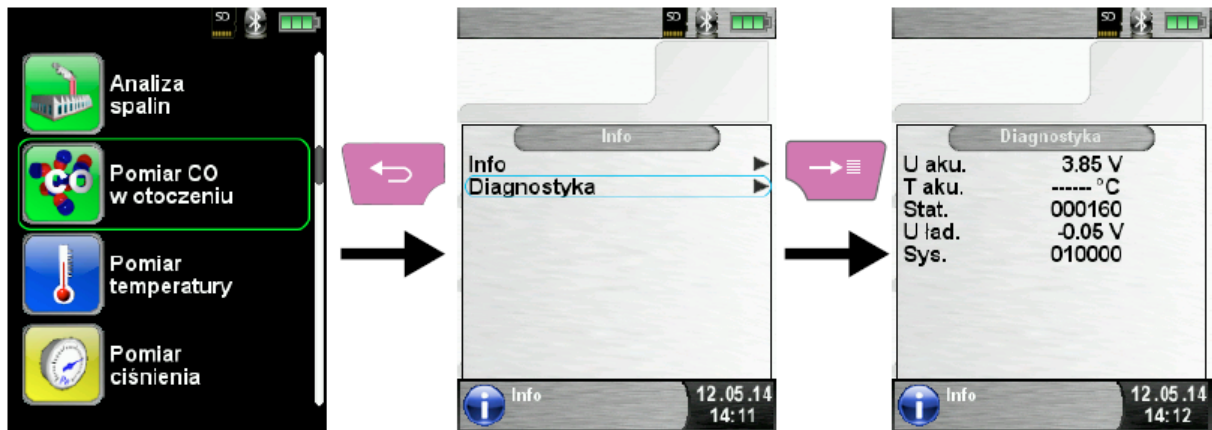 SD
Analiza
spalin
CO
Pomiar CO
w otoczeniu
Pomiar
temperatury
Pa
Pomiar
ciśnienia
SD
Info
Info
Diagnostyka
Info
12.05.14
14:11
SD
Diagnostyka
U aku. 3.85 V
T aku. ------ °C
Stat. 000160
U ład. -0.05 V
Sys. 010000
Info
12.05.14
14:12